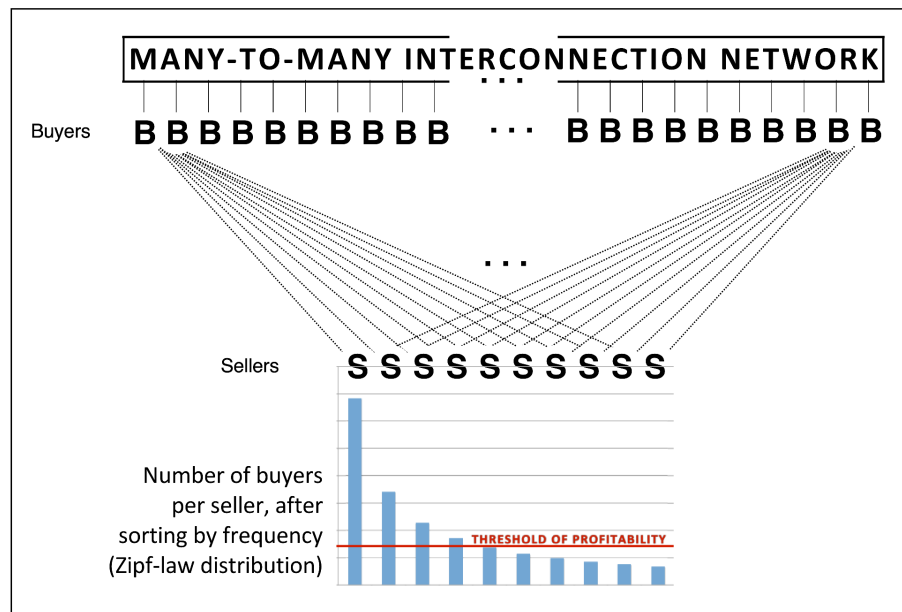 MANY-TO-MANY INTERCONNECTION NETWORK
...
Buyers B B B B B B B B B B ... B B B B B B B B B B
...
Sellers S S S S S S S S S S
Number of buyers
per seller, after
sorting by frequency
(Zipf-law distribution)
THRESHOLD OF PROFITABILITY